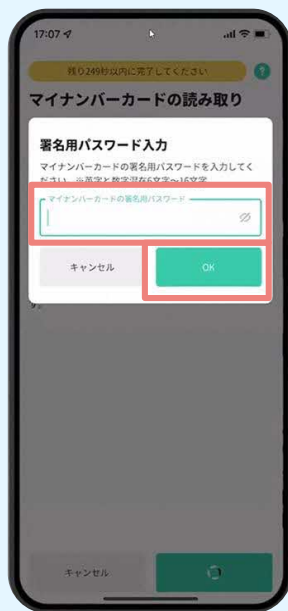 17:07
残り249秒以内に完了してください
マイナンバーカードの読み取り
署名用パスワード入力
マイナンバーカードの署名用パスワードを入力してく
ださい。※英字と数字混在6文字～16文字
マイナンバーカードの署名用パスワード
キャンセル
OK
す。
キャンセル